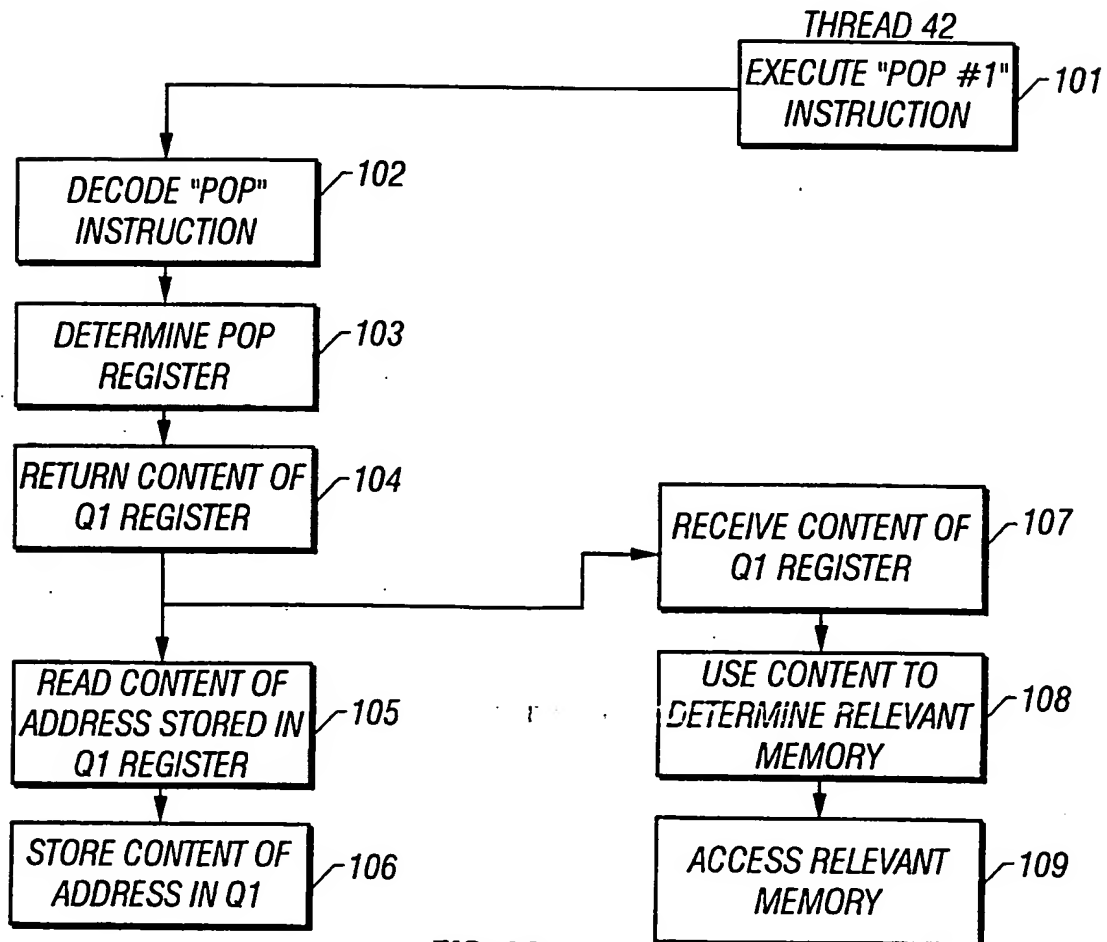 THREAD 42
EXECUTE "POP #1"
INSTRUCTION
101
DECODE "POP"
INSTRUCTION
102
DETERMINE POP
REGISTER
103
RETURN CONTENT OF
Q1 REGISTER
104
RECEIVE CONTENT OF
Q1 REGISTER
107
READ CONTENT OF
ADDRESS STORED IN
Q1 REGISTER
105
USE CONTENT TO
DETERMINE RELEVANT
MEMORY
108
STORE CONTENT OF
ADDRESS IN Q1
106
ACCESS RELEVANT
MEMORY
109